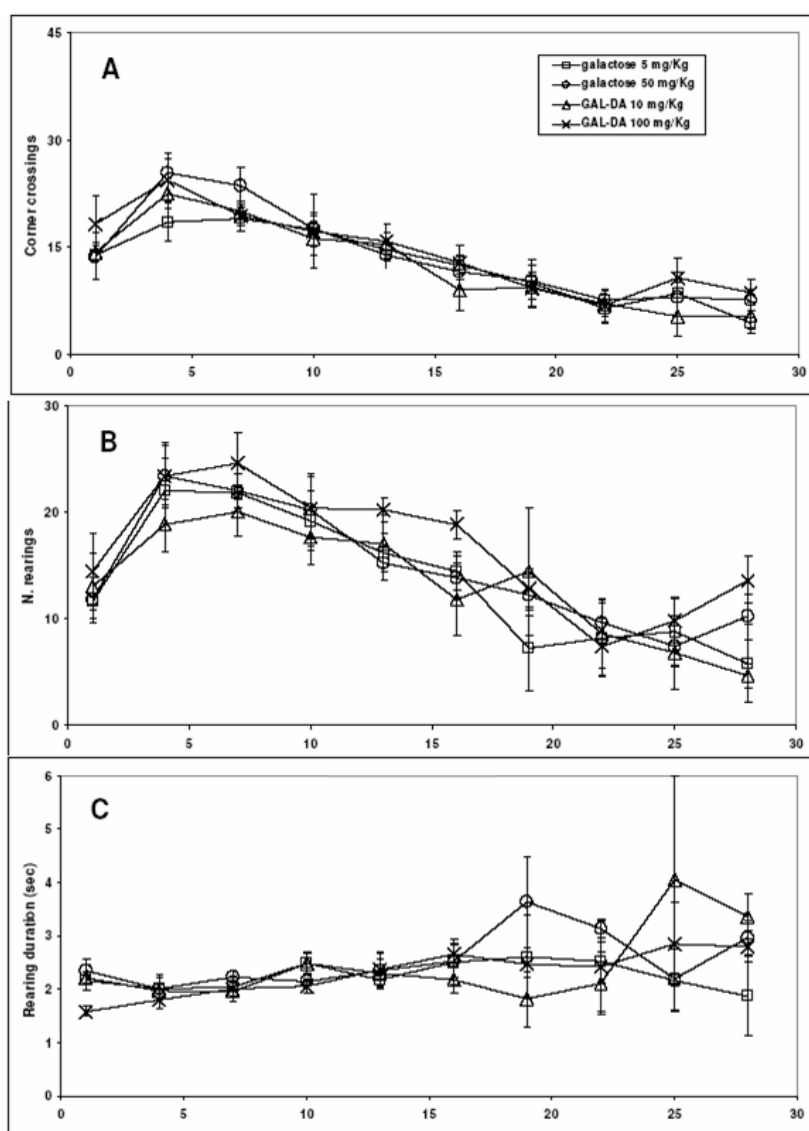 A
Corner crossings
45
30
15
0
galactose 5 mg/Kg
galactose 50 mg/Kg
GAL-DA 10 mg/Kg
GAL-DA 100 mg/Kg
0 5 10 15 20 25 30
B
N. rearings
30
20
10
0
0 5 10 15 20 25 30
C
Rearing duration (sec)
6
5
4
3
2
1
0
0 5 10 15 20 25 30